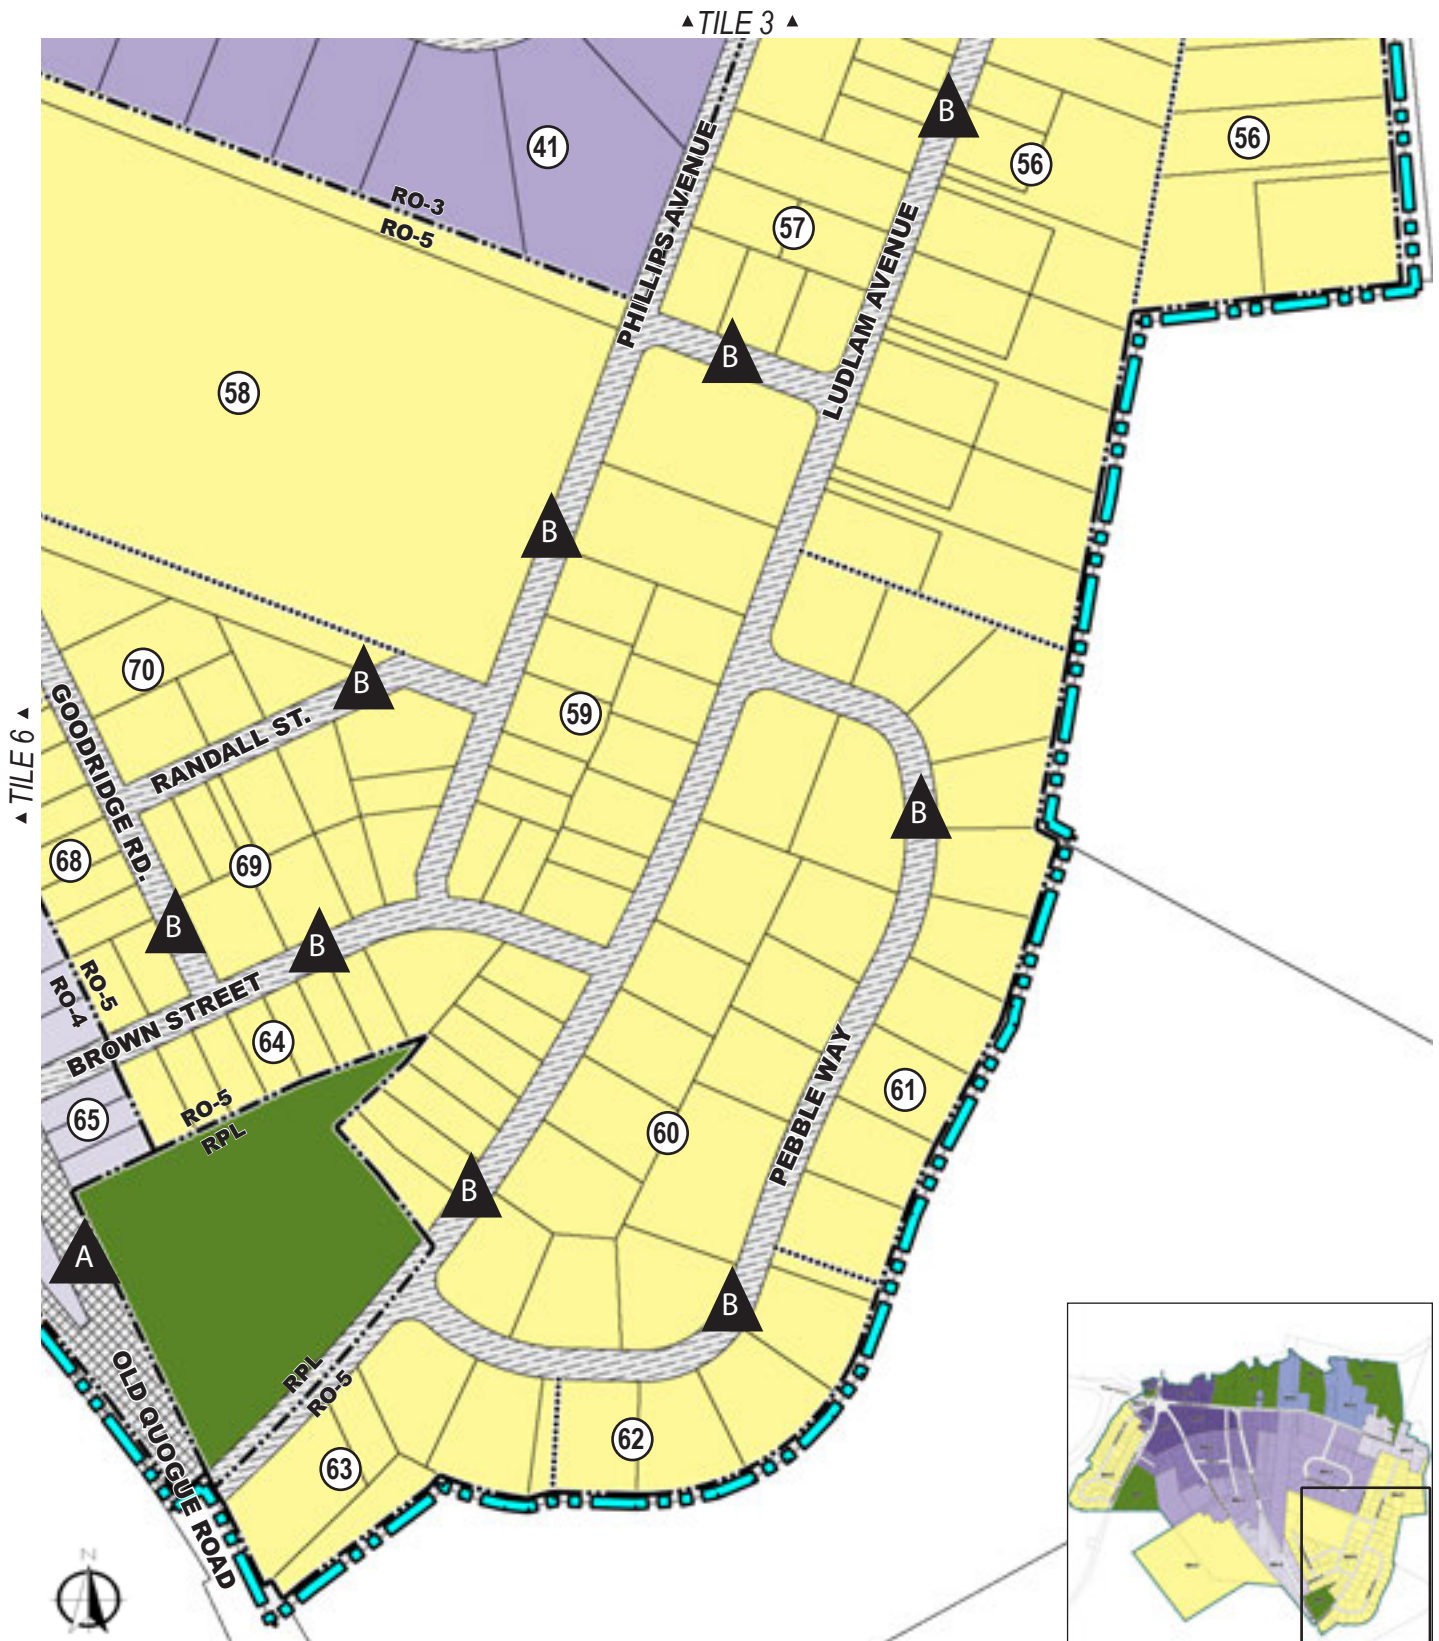 ▲ TILE 3 ▲
B
41
56
56
RO-3
RO-5
57
PHILLIPS AVENUE
LUDLAM AVENUE
B
58
B
B
70
59
GOODRIDGE RD.
RANDALL ST.
▲ TILE 6 ▲
B
68
69
B
B
RO-5
RO-4
BROWN STREET
64
65
RO-5
RPL
61
60
PEBBLE WAY
B
A
B
OLD QUOGUE ROAD
RPL
RO-5
62
63
N